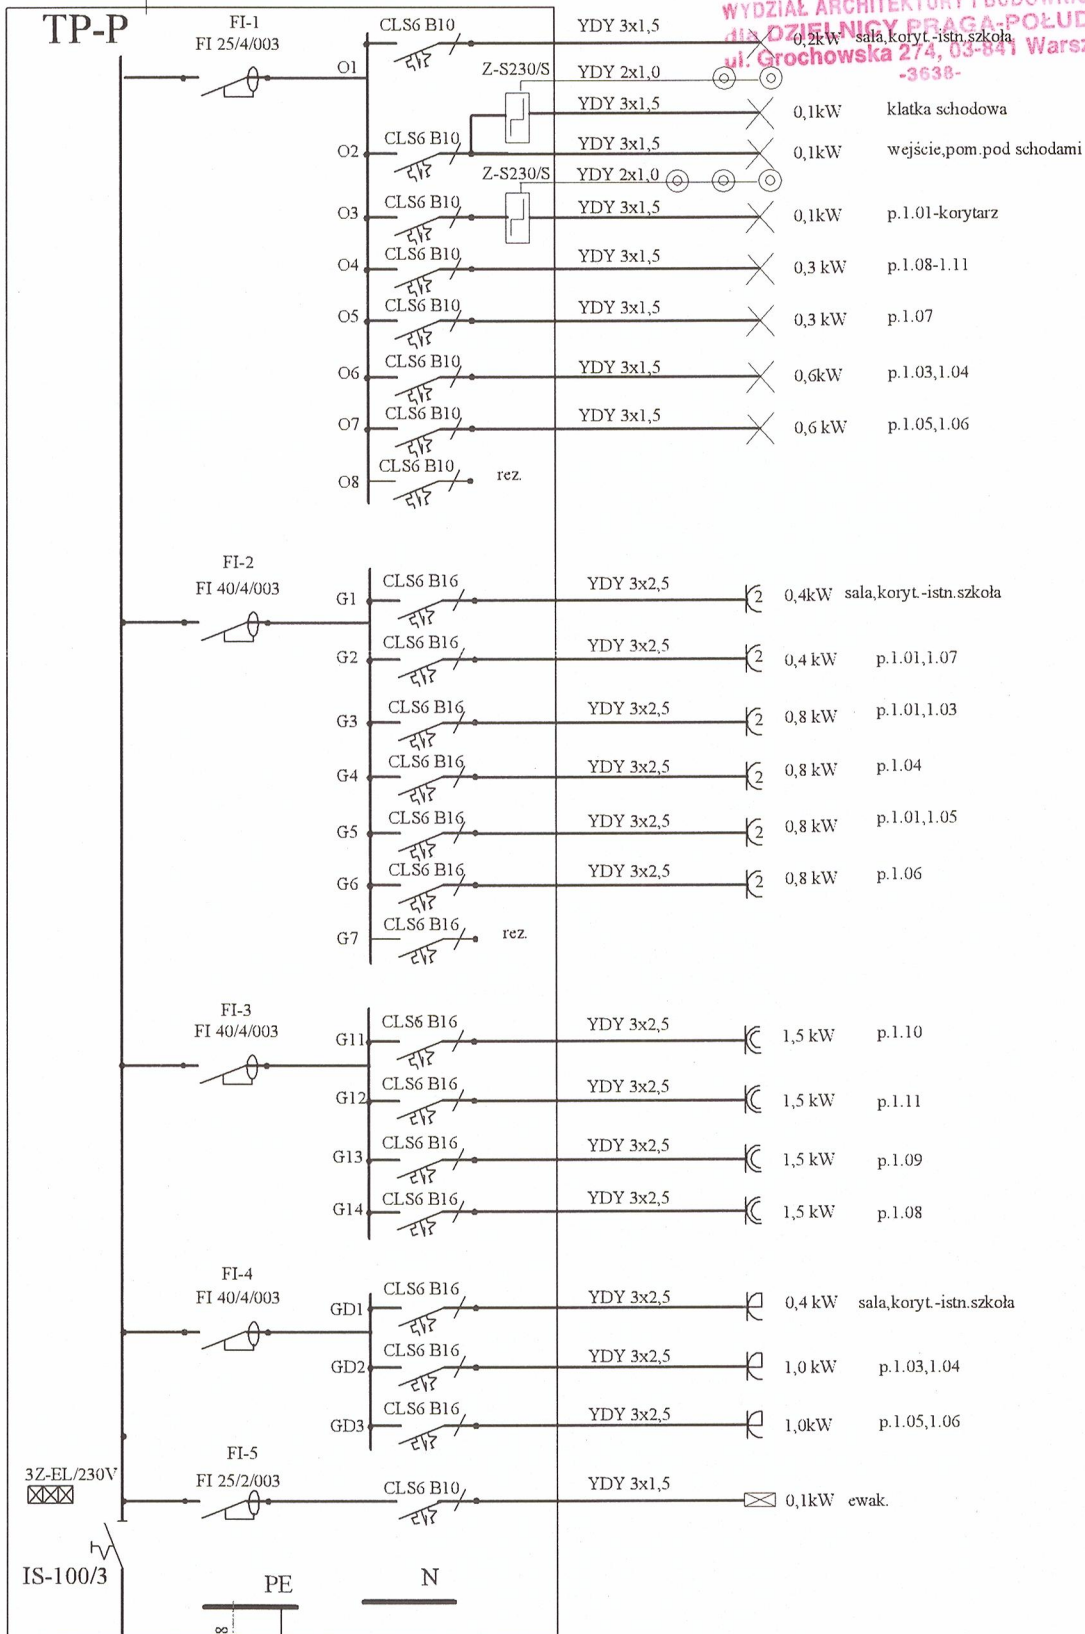 WYDZIAŁ ARCHITEKTURY I BUDOWNI
dla DZIELNICY PRAGA-POŁUD
ul. Grochowska 274, 03-841 Warsz
-3638-
TP-P
FI-1
FI 25/4/003
O1 CLS6 B10 YDY 3x1,5 0,2kW sala,koryt.-istn.szkoła
Z-S230/S YDY 2x1,0
YDY 3x1,5 0,1kW klatka schodowa
O2 CLS6 B10 YDY 3x1,5 0,1kW wejście,pom.pod schodami
Z-S230/S YDY 2x1,0
O3 CLS6 B10 YDY 3x1,5 0,1kW p.1.01-korytarz
O4 CLS6 B10 YDY 3x1,5 0,3 kW p.1.08-1.11
O5 CLS6 B10 YDY 3x1,5 0,3 kW p.1.07
O6 CLS6 B10 YDY 3x1,5 0,6kW p.1.03,1.04
O7 CLS6 B10 YDY 3x1,5 0,6 kW p.1.05,1.06
O8 CLS6 B10 rez.
FI-2
FI 40/4/003
G1 CLS6 B16 YDY 3x2,5 2 0,4kW sala,koryt.-istn.szkoła
G2 CLS6 B16 YDY 3x2,5 2 0,4 kW p.1.01,1.07
G3 CLS6 B16 YDY 3x2,5 2 0,8 kW p.1.01,1.03
G4 CLS6 B16 YDY 3x2,5 2 0,8 kW p.1.04
G5 CLS6 B16 YDY 3x2,5 2 0,8 kW p.1.01,1.05
G6 CLS6 B16 YDY 3x2,5 2 0,8 kW p.1.06
G7 CLS6 B16 rez.
FI-3
FI 40/4/003
G11 CLS6 B16 YDY 3x2,5 1,5 kW p.1.10
G12 CLS6 B16 YDY 3x2,5 1,5 kW p.1.11
G13 CLS6 B16 YDY 3x2,5 1,5 kW p.1.09
G14 CLS6 B16 YDY 3x2,5 1,5 kW p.1.08
FI-4
FI 40/4/003
GD1 CLS6 B16 YDY 3x2,5 0,4 kW sala,koryt.-istn.szkoła
GD2 CLS6 B16 YDY 3x2,5 1,0 kW p.1.03,1.04
GD3 CLS6 B16 YDY 3x2,5 1,0kW p.1.05,1.06
FI-5
FI 25/2/003
CLS6 B10 YDY 3x1,5 0,1kW ewak.
3Z-EL/230V
IS-100/3
PE
N
8